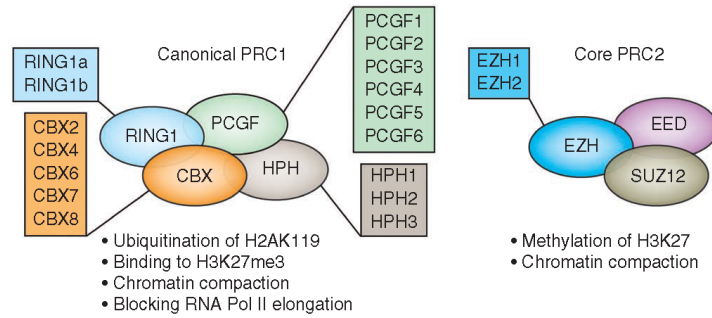 Canonical PRC1
RING1a
RING1b
PCGF1
PCGF2
PCGF3
PCGF4
PCGF5
PCGF6
CBX2
CBX4
CBX6
CBX7
CBX8
RING1
PCGF
CBX
HPH
HPH1
HPH2
HPH3
• Ubiquitination of H2AK119
• Binding to H3K27me3
• Chromatin compaction
• Blocking RNA Pol II elongation
Core PRC2
EZH1
EZH2
EZH
EED
SUZ12
• Methylation of H3K27
• Chromatin compaction